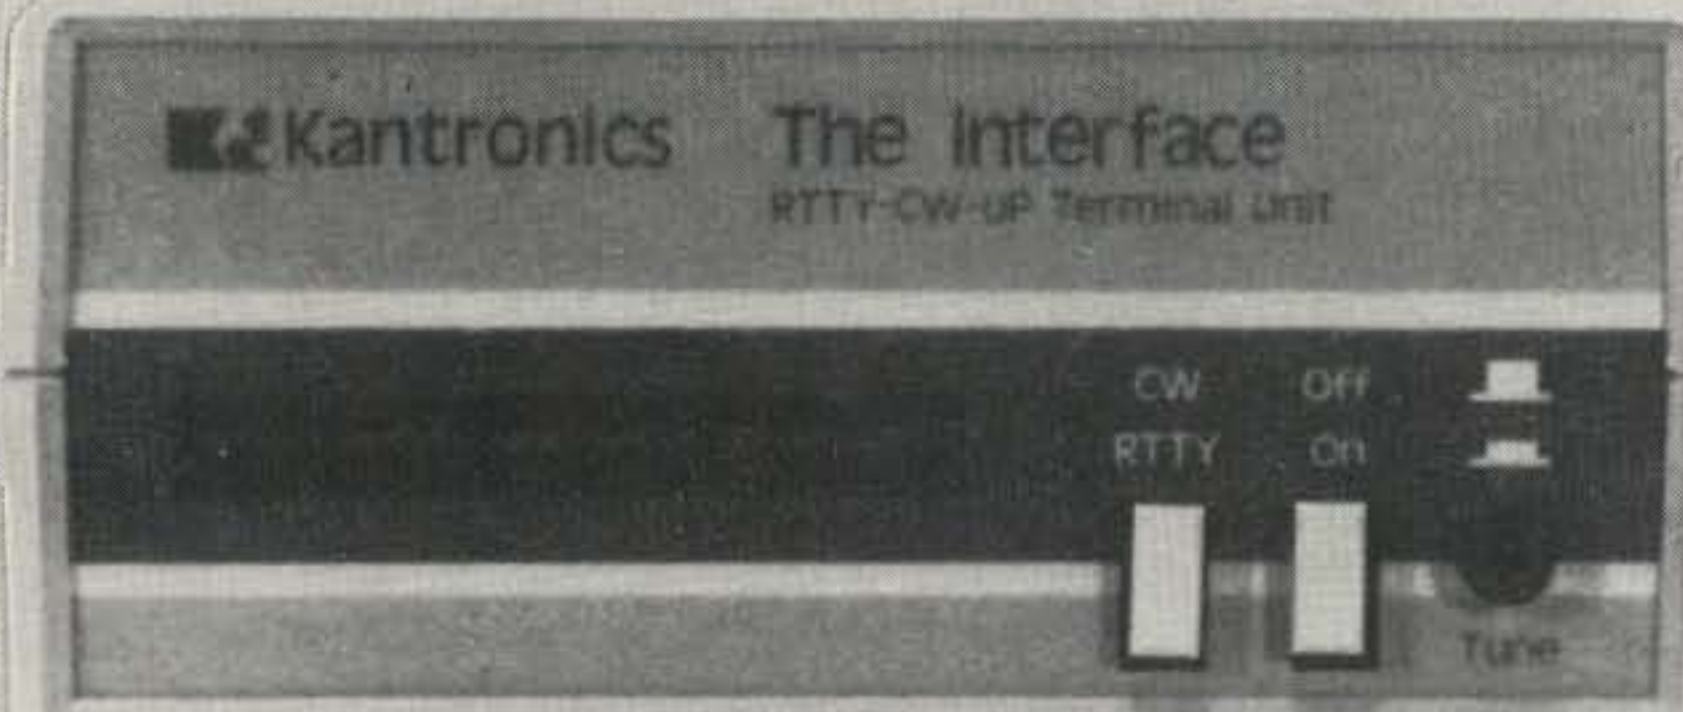 Kantronics The Interface
RTTY-CW-uP Terminal Unit
CW Off
RTTY On
Tune